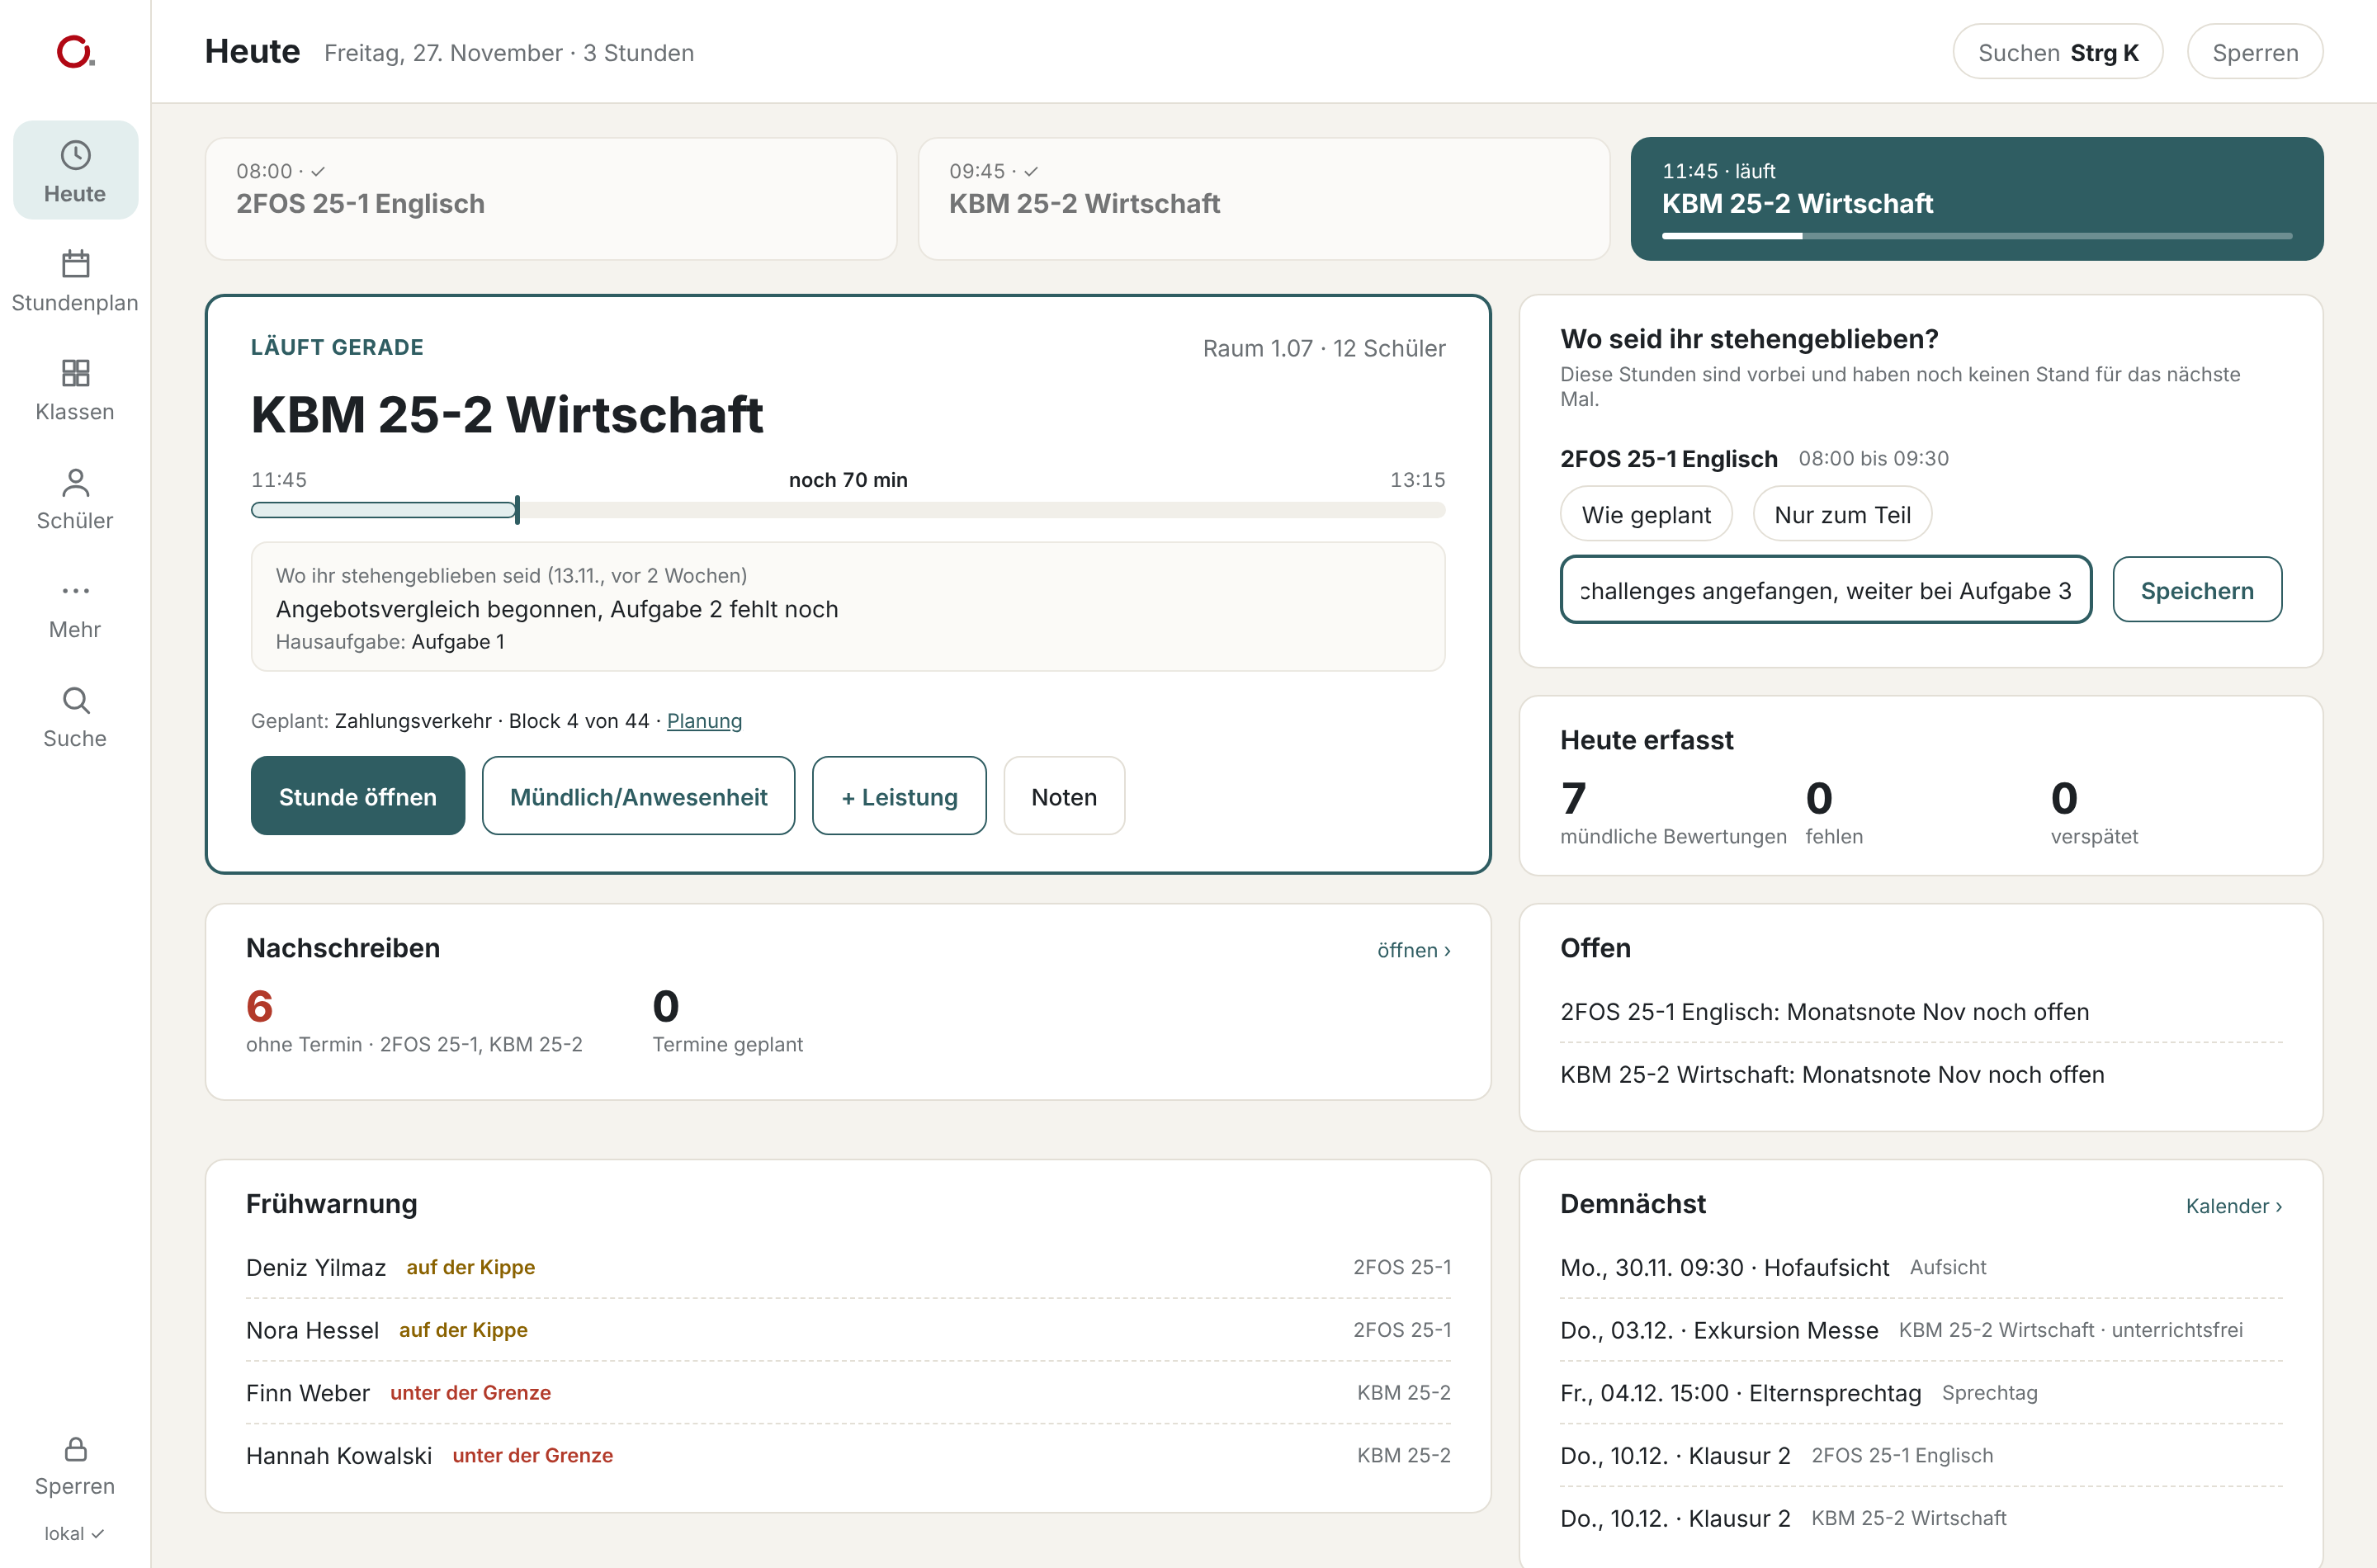 Heute
Freitag, 27. November · 3 Stunden
Suchen Strg K
Sperren
Heute
Stundenplan
Klassen
Schüler
Mehr
Suche
Sperren
lokal ✓
08:00 · ✓
2FOS 25-1 Englisch
09:45 · ✓
KBM 25-2 Wirtschaft
11:45 · läuft
KBM 25-2 Wirtschaft
LÄUFT GERADE
Raum 1.07 · 12 Schüler
KBM 25-2 Wirtschaft
11:45
noch 70 min
13:15
Wo ihr stehengeblieben seid (13.11., vor 2 Wochen)
Angebotsvergleich begonnen, Aufgabe 2 fehlt noch
Hausaufgabe: Aufgabe 1
Geplant: Zahlungsverkehr · Block 4 von 44 · Planung
Stunde öffnen
Mündlich/Anwesenheit
+ Leistung
Noten
Wo seid ihr stehengeblieben?
Diese Stunden sind vorbei und haben noch keinen Stand für das nächste
Mal.
2FOS 25-1 Englisch 08:00 bis 09:30
Wie geplant
Nur zum Teil
challenges angefangen, weiter bei Aufgabe 3
Speichern
Heute erfasst
7
mündliche Bewertungen
0
fehlen
0
verspätet
Nachschreiben
öffnen ›
6
ohne Termin · 2FOS 25-1, KBM 25-2
0
Termine geplant
Offen
2FOS 25-1 Englisch: Monatsnote Nov noch offen
KBM 25-2 Wirtschaft: Monatsnote Nov noch offen
Frühwarnung
Deniz Yilmaz auf der Kippe 2FOS 25-1
Nora Hessel auf der Kippe 2FOS 25-1
Finn Weber unter der Grenze KBM 25-2
Hannah Kowalski unter der Grenze KBM 25-2
Demnächst
Kalender ›
Mo., 30.11. 09:30 · Hofaufsicht Aufsicht
Do., 03.12. · Exkursion Messe KBM 25-2 Wirtschaft · unterrichtsfrei
Fr., 04.12. 15:00 · Elternsprechtag Sprechtag
Do., 10.12. · Klausur 2 2FOS 25-1 Englisch
Do., 10.12. · Klausur 2 KBM 25-2 Wirtschaft